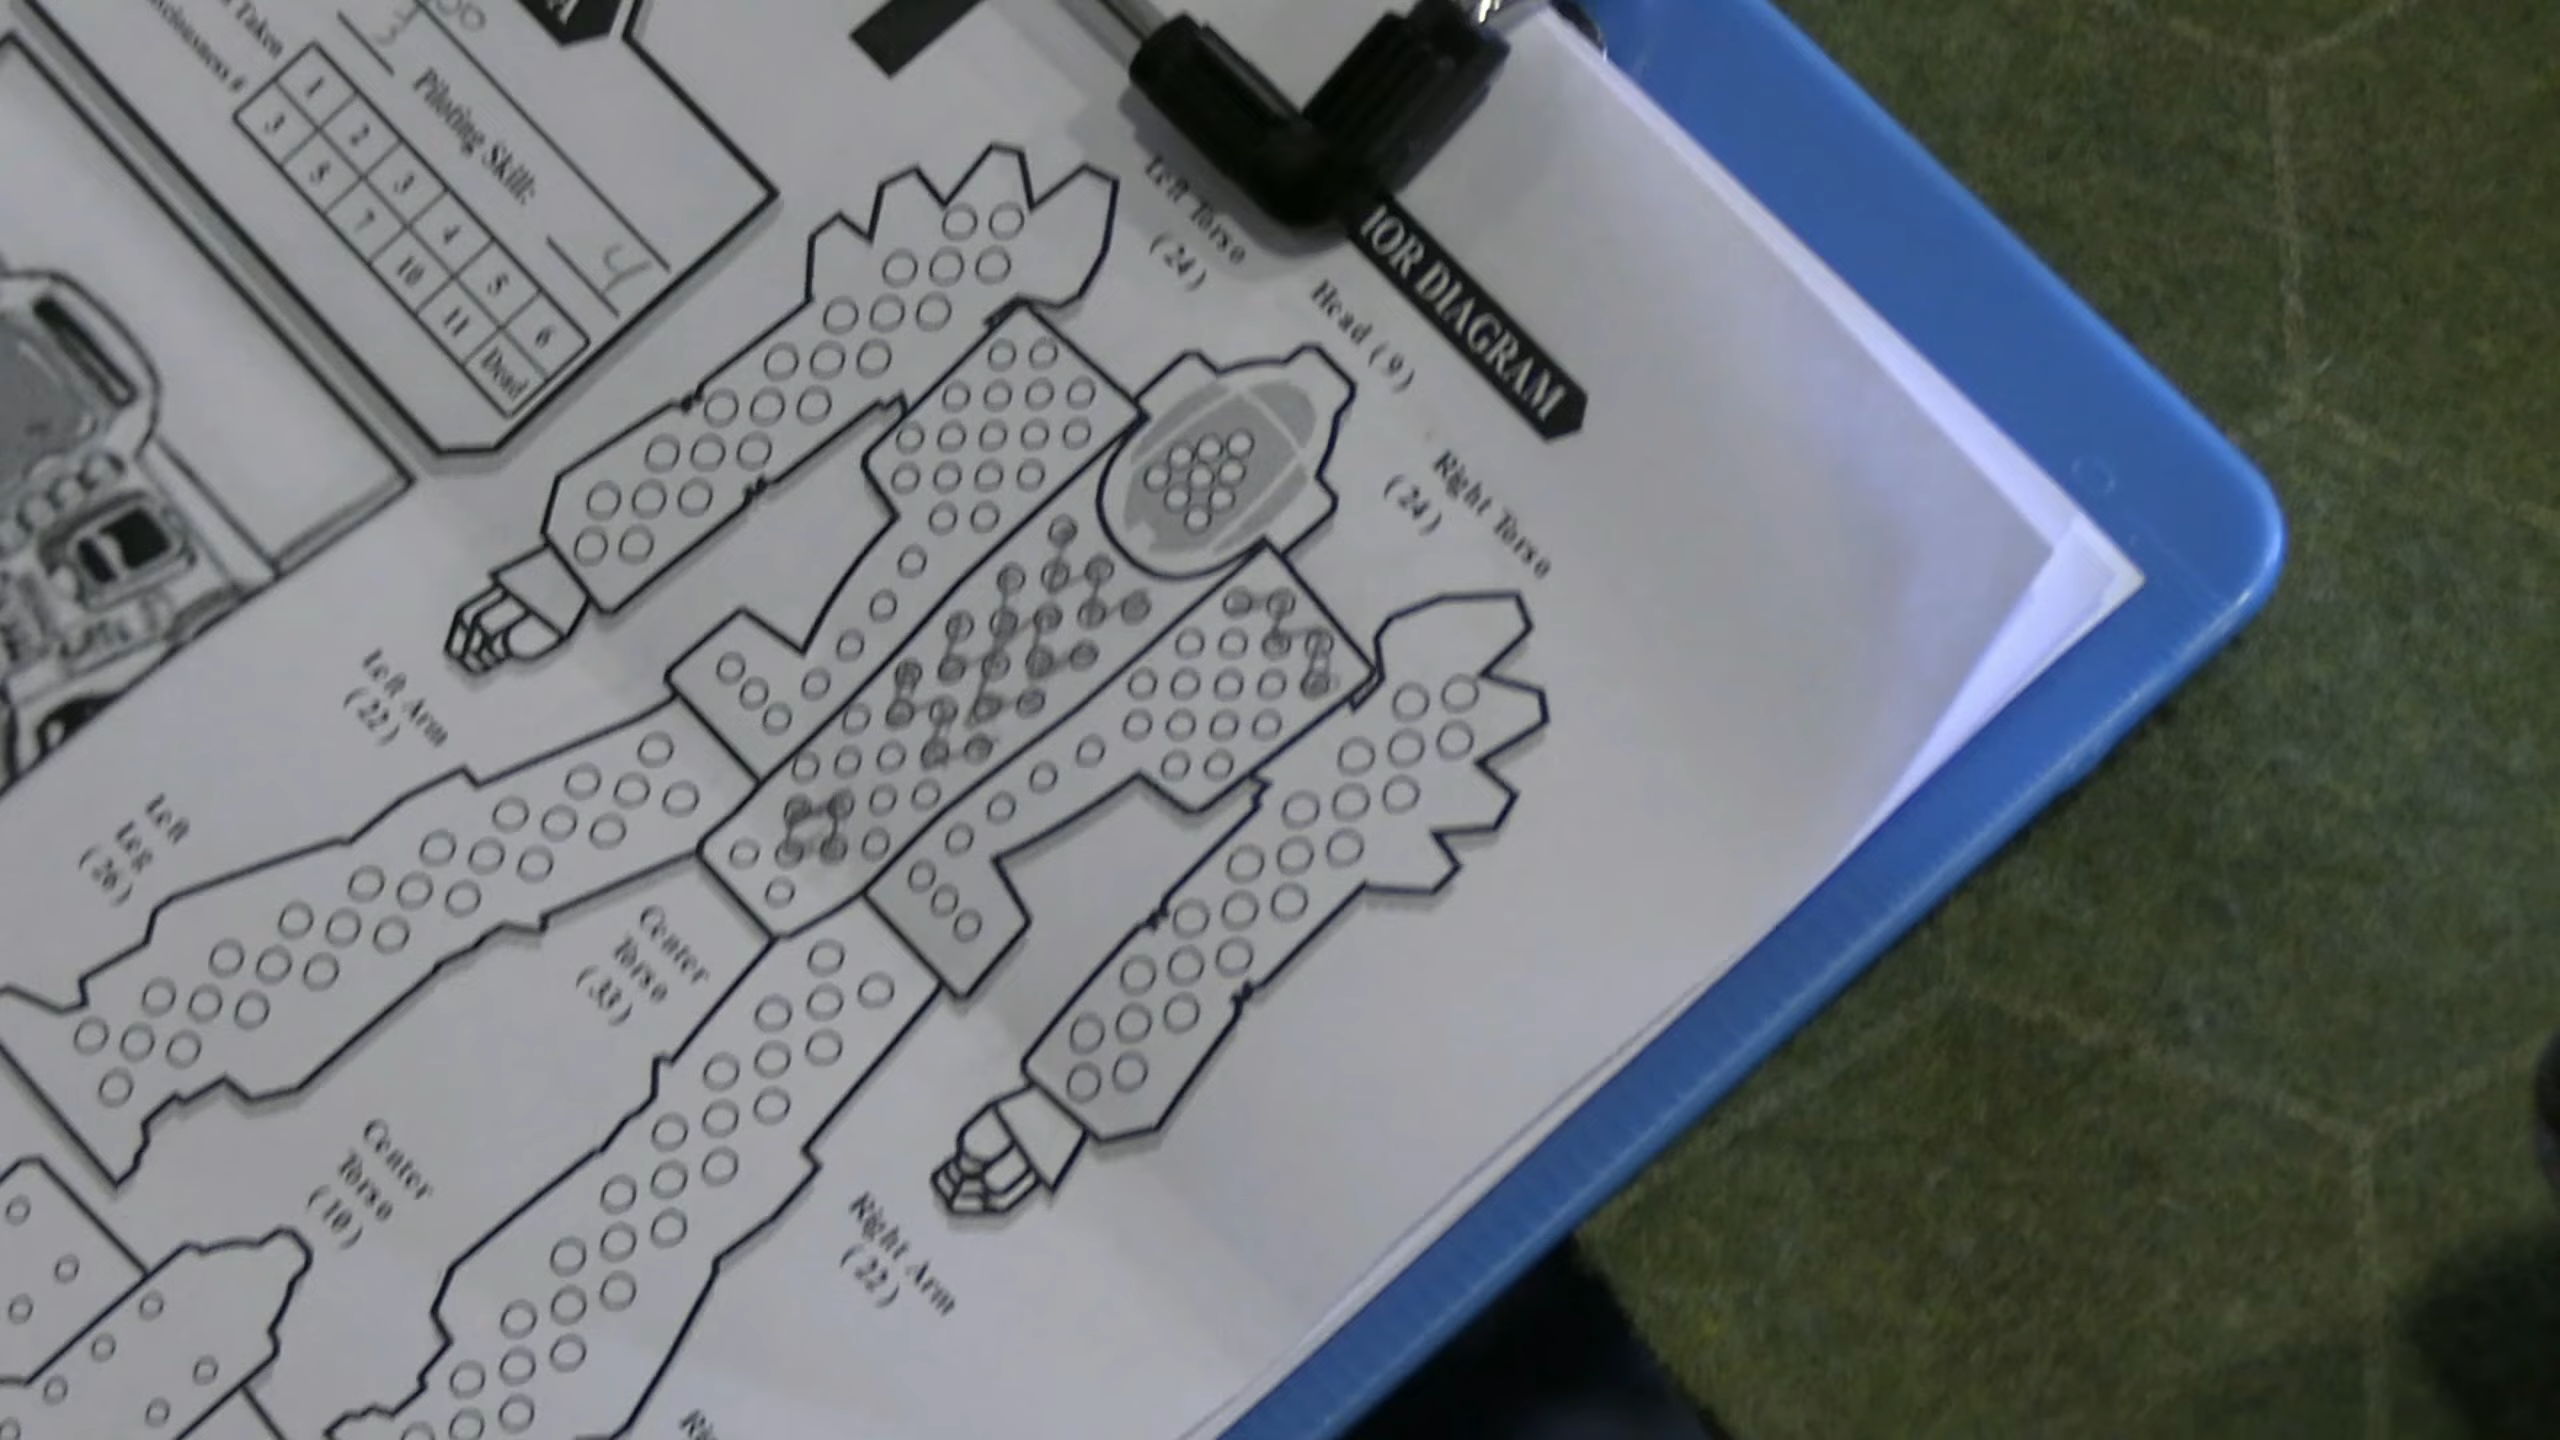 Taken
1 2 3 4 5 6
3 5 7 10 11 Dead
Piloting Skill: 4
IOR DIAGRAM
Left Torso
(24)
Head (9)
Right Torso
(24)
Left Arm
(22)
Left
Leg
(26)
Center
Torso
(33)
Center
Torso
(10)
Right Arm
(22)